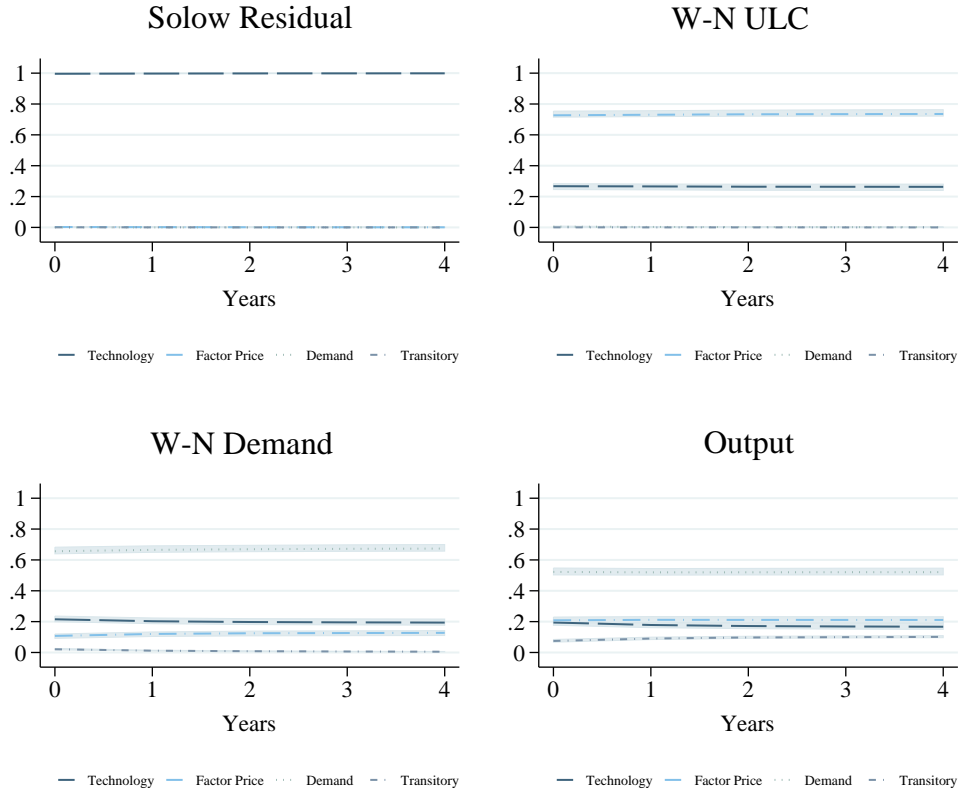 Solow Residual
1
.8
.6
.4
.2
0
0 1 2 3 4
Years
Technology Factor Price Demand Transitory
W-N ULC
1
.8
.6
.4
.2
0
0 1 2 3 4
Years
Technology Factor Price Demand Transitory
W-N Demand
1
.8
.6
.4
.2
0
0 1 2 3 4
Years
Technology Factor Price Demand Transitory
Output
1
.8
.6
.4
.2
0
0 1 2 3 4
Years
Technology Factor Price Demand Transitory